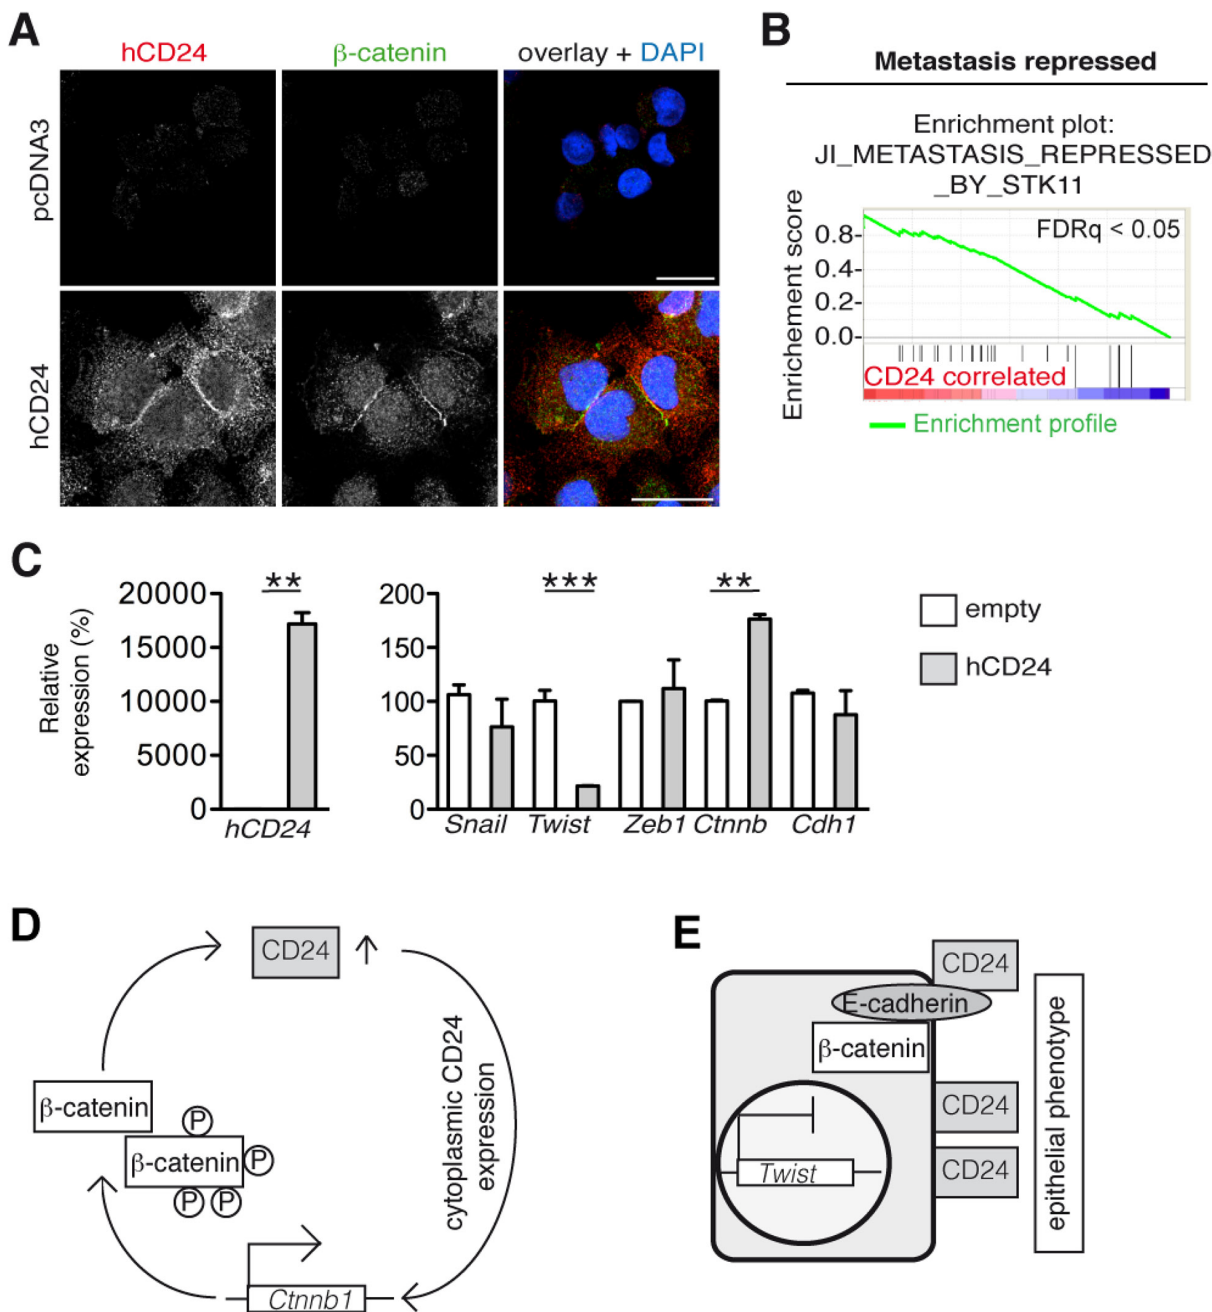 A
hCD24
β-catenin
overlay + DAPI
pcDNA3
hCD24
B
Metastasis repressed
Enrichment plot:
JI_METASTASIS_REPRESSED
_BY_STK11
Enrichement score
0.8-
0.4-
0.2-
0.0-
FDRq < 0.05
CD24 correlated
Enrichment profile
C
Relative
expression (%)
20000
15000
10000
5000
0
**
hCD24
200
150
100
50
0
***
**
Snail
Twist
Zeb1
Ctnnb
Cdh1
empty
hCD24
D
CD24
cytoplasmic CD24
expression
β-catenin
P
β-catenin
P
P
P
Ctnnb1
E
CD24
E-cadherin
β-catenin
CD24
CD24
Twist
epithelial phenotype